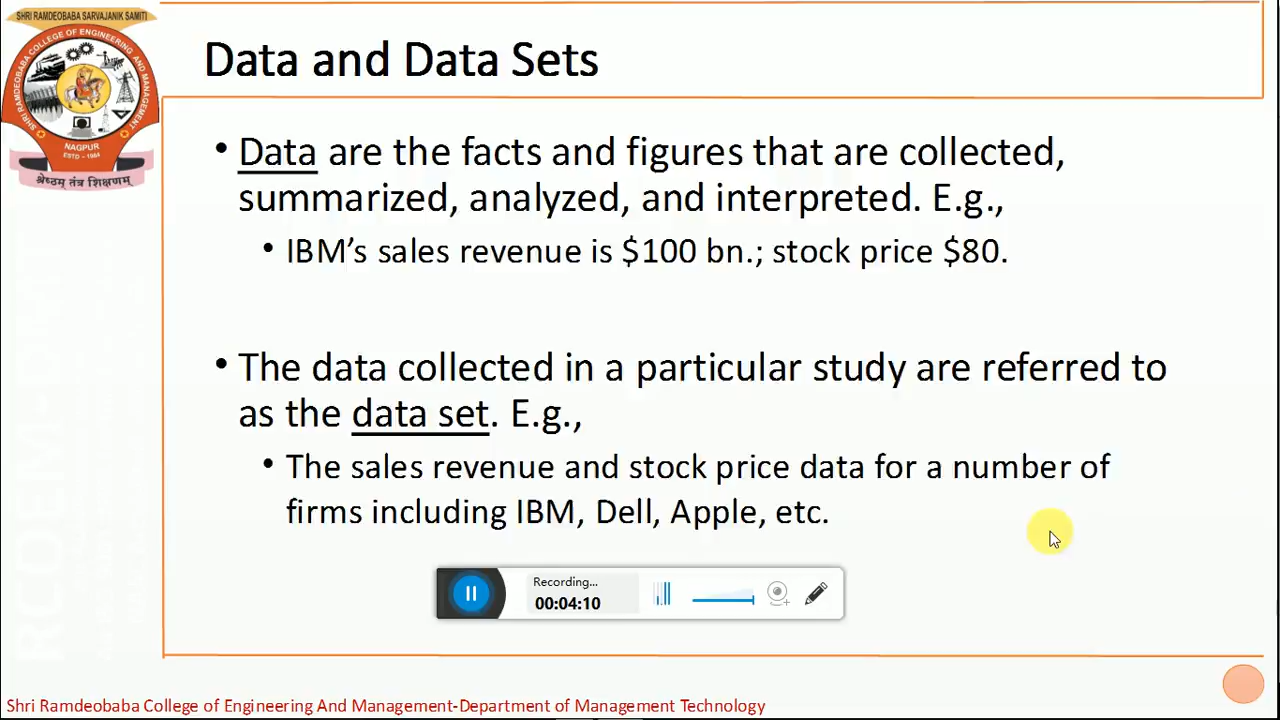 SHRI RAMDEOBABA SARVAJANIK SAMITI
SHRI RAMDEOBABA COLLEGE OF ENGINEERING AND MANAGEMENT
NAGPUR
ESTD - 1984
श्रेष्ठम् तंत्र शिक्षणम्
Data and Data Sets
• Data are the facts and figures that are collected,
summarized, analyzed, and interpreted. E.g.,
• IBM’s sales revenue is $100 bn.; stock price $80.
• The data collected in a particular study are referred to
as the data set. E.g.,
• The sales revenue and stock price data for a number of
firms including IBM, Dell, Apple, etc.
Recording...
00:04:10
RCOEM-DMT
Shri Ramdeobaba College of Engineering And Management-Department of Management Technology